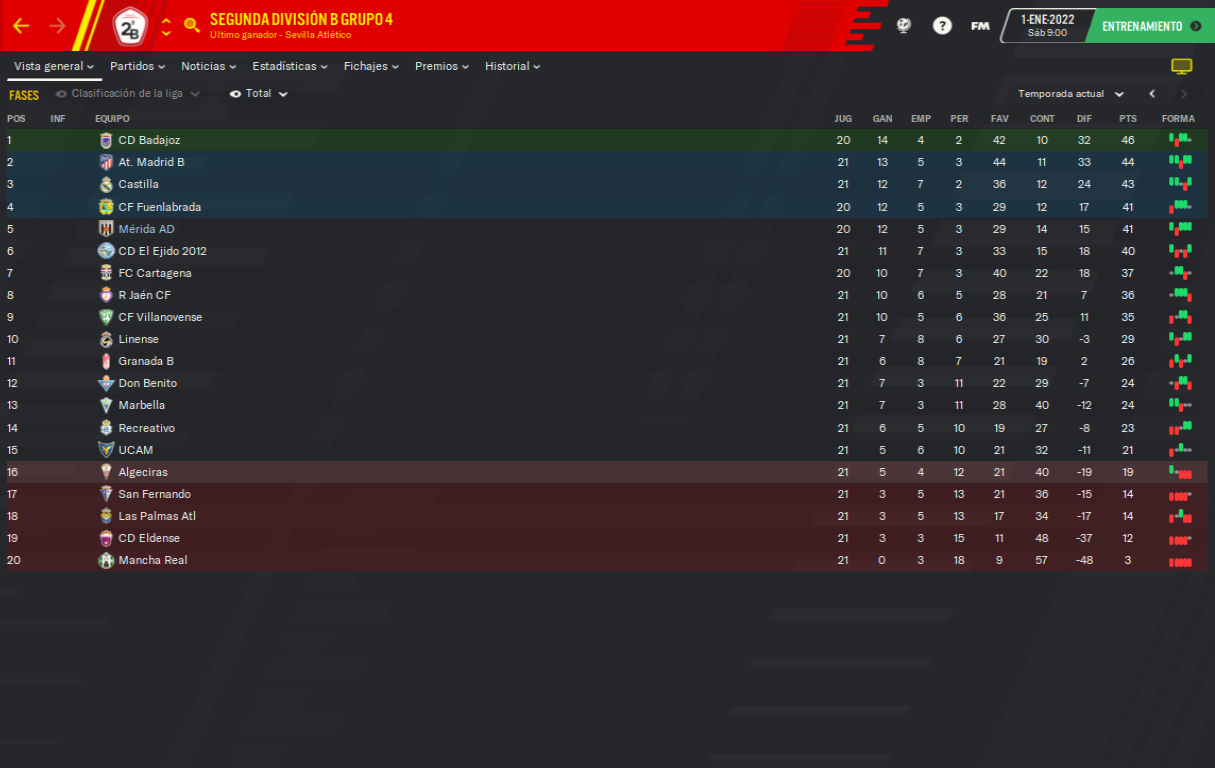 SEGUNDA DIVISIÓN B GRUPO 4
Último ganador - Sevilla Atlético
2ªB
?
FM
1-ENE-2022
Sáb 9:00
ENTRENAMIENTO
Vista general Partidos Noticias Estadísticas Fichajes Premios Historial
FASES Clasificación de la liga Total Temporada actual
POS INF EQUIPO JUG GAN EMP PER FAV CONT DIF PTS FORMA
1 CD Badajoz 20 14 4 2 42 10 32 46
2 At. Madrid B 21 13 5 3 44 11 33 44
3 Castilla 21 12 7 2 36 12 24 43
4 CF Fuenlabrada 20 12 5 3 29 12 17 41
5 Mérida AD 20 12 5 3 29 14 15 41
6 CD El Ejido 2012 21 11 7 3 33 15 18 40
7 FC Cartagena 20 10 7 3 40 22 18 37
8 R Jaén CF 21 10 6 5 28 21 7 36
9 CF Villanovense 21 10 5 6 36 25 11 35
10 Linense 21 7 8 6 27 30 -3 29
11 Granada B 21 6 8 7 21 19 2 26
12 Don Benito 21 7 3 11 22 29 -7 24
13 Marbella 21 7 3 11 28 40 -12 24
14 Recreativo 21 6 5 10 19 27 -8 23
15 UCAM 21 5 6 10 21 32 -11 21
16 Algeciras 21 5 4 12 21 40 -19 19
17 San Fernando 21 3 5 13 21 36 -15 14
18 Las Palmas Atl 21 3 5 13 17 34 -17 14
19 CD Eldense 21 3 3 15 11 48 -37 12
20 Mancha Real 21 0 3 18 9 57 -48 3